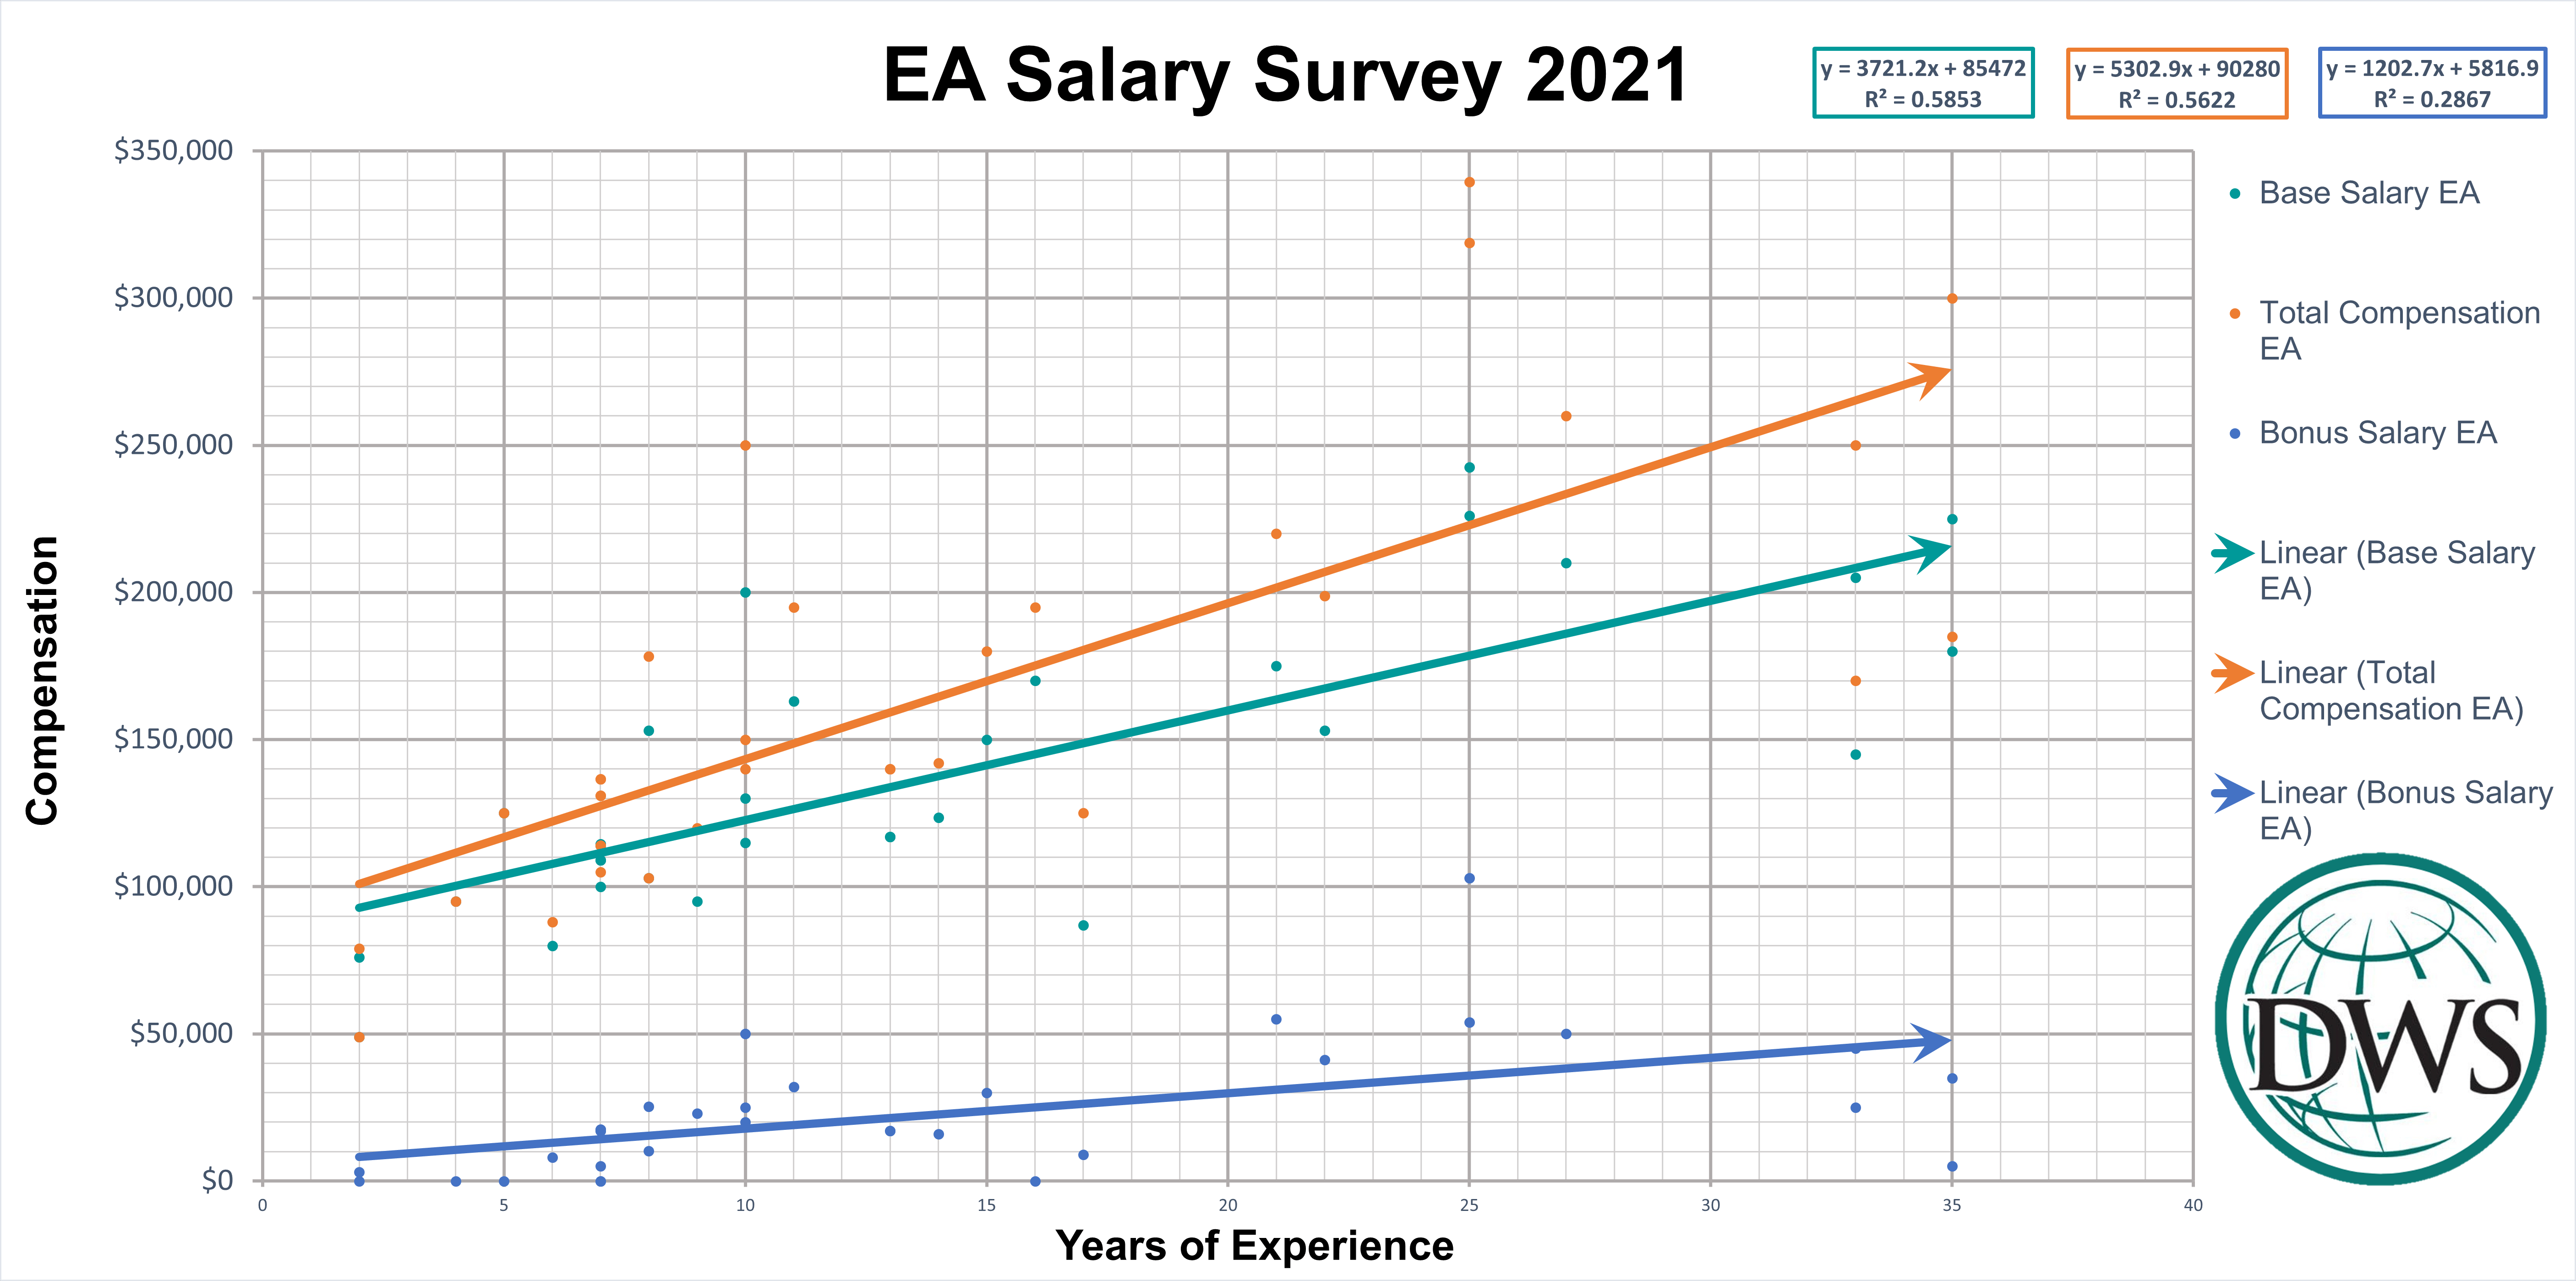 EA Salary Survey 2021
y = 3721.2x + 85472
R² = 0.5853
y = 5302.9x + 90280
R² = 0.5622
y = 1202.7x + 5816.9
R² = 0.2867
$350,000
$300,000
$250,000
$200,000
$150,000
$100,000
$50,000
$0
Compensation
0
5
10
15
20
25
30
35
40
Years of Experience
Base Salary EA
Total Compensation
EA
Bonus Salary EA
Linear (Base Salary
EA)
Linear (Total
Compensation EA)
Linear (Bonus Salary
EA)
DWS